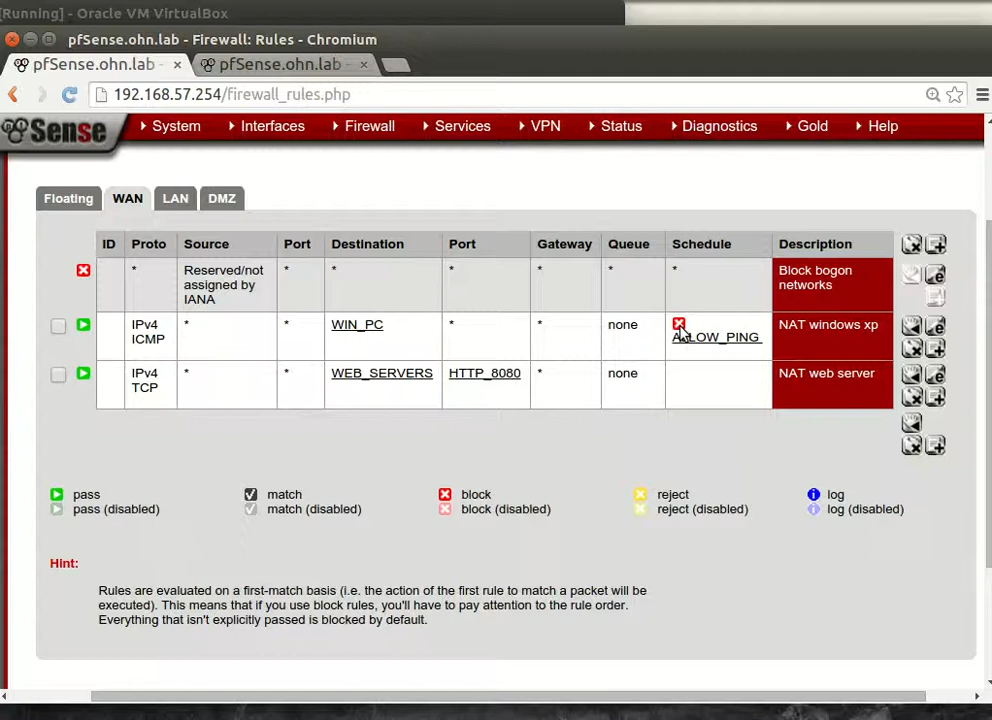 [Running] - Oracle VM VirtualBox
pfSense.ohn.lab - Firewall: Rules - Chromium
pfSense.ohn.lab - × pfSense.ohn.lab - ×
192.168.57.254/firewall_rules.php
Sense System Interfaces Firewall Services VPN Status Diagnostics Gold Help
Floating WAN LAN DMZ
ID Proto Source Port Destination Port Gateway Queue Schedule Description
* Reserved/not * * * * * * Block bogon
assigned by networks
IANA
IPv4 * * WIN_PC * * none NAT windows xp
ICMP ALLOW_PING
IPv4 * * WEB_SERVERS HTTP_8080 * none NAT web server
TCP
pass match block reject log
pass (disabled) match (disabled) block (disabled) reject (disabled) log (disabled)
Hint:
Rules are evaluated on a first-match basis (i.e. the action of the first rule to match a packet will be
executed). This means that if you use block rules, you'll have to pay attention to the rule order.
Everything that isn't explicitly passed is blocked by default.